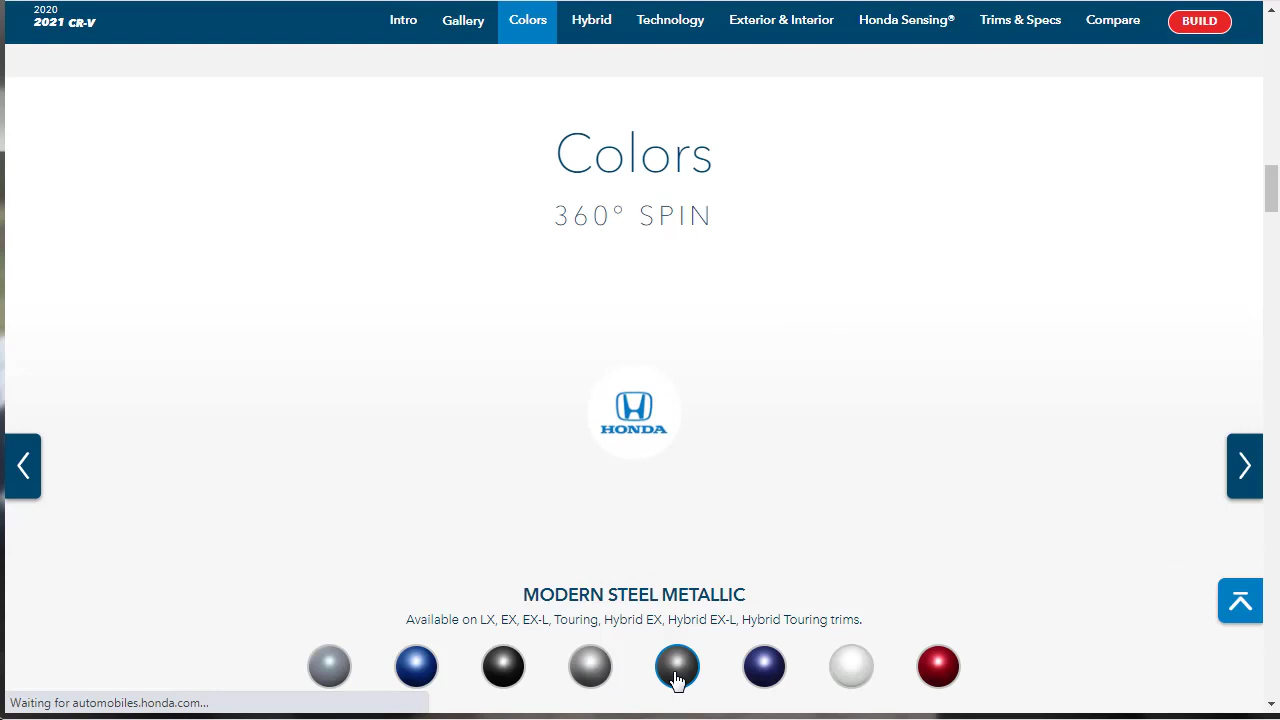 2020
2021 CR-V
Intro
Gallery
Colors
Hybrid
Technology
Exterior & Interior
Honda Sensing®
Trims & Specs
Compare
BUILD
Colors
360° SPIN
HONDA
MODERN STEEL METALLIC
Available on LX, EX, EX-L, Touring, Hybrid EX, Hybrid EX-L, Hybrid Touring trims.
Waiting for automobiles.honda.com...